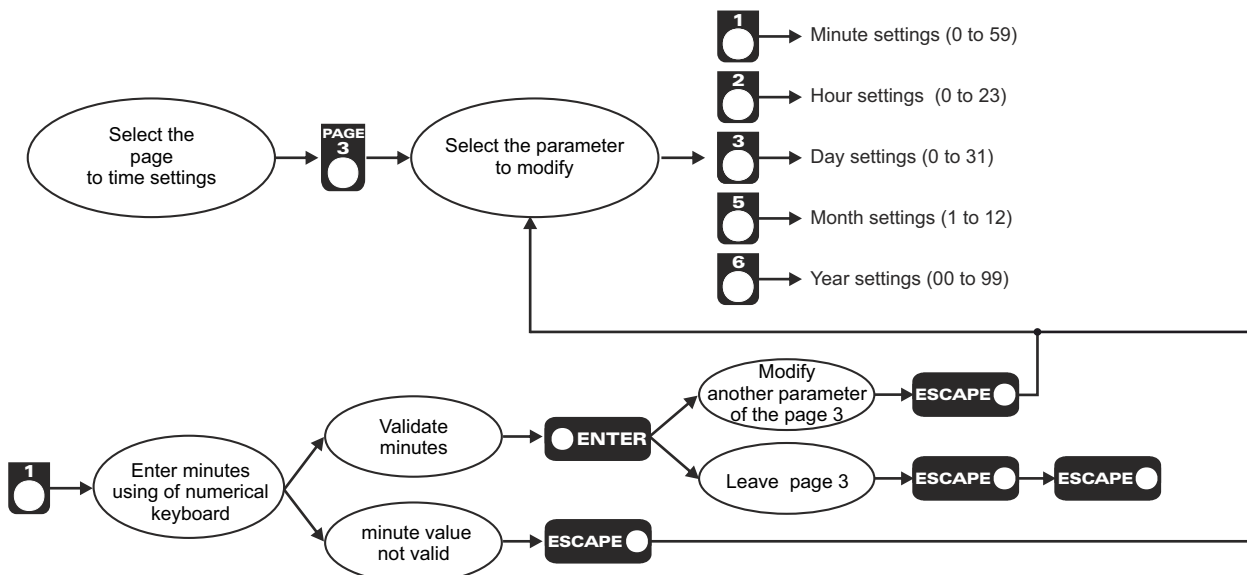 1
Minute settings (0 to 59)
2
Hour settings (0 to 23)
Select the
page
to time settings
PAGE
3
Select the parameter
to modify
3
Day settings (0 to 31)
5
Month settings (1 to 12)
6
Year settings (00 to 99)
Modify
another parameter
of the page 3
ESCAPE
Validate
minutes
ENTER
1
Enter minutes
using of numerical
keyboard
Leave page 3
ESCAPE
ESCAPE
minute value
not valid
ESCAPE